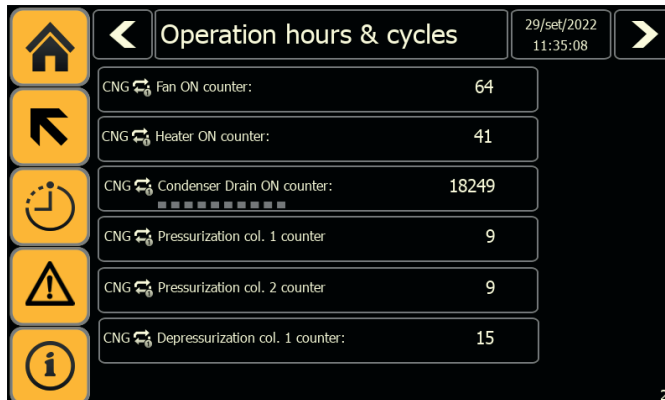 Operation hours & cycles
29/set/2022
11:35:08
CNG Fan ON counter: 64
CNG Heater ON counter: 41
CNG Condenser Drain ON counter: 18249
CNG Pressurization col. 1 counter 9
CNG Pressurization col. 2 counter 9
CNG Depressurization col. 1 counter: 15